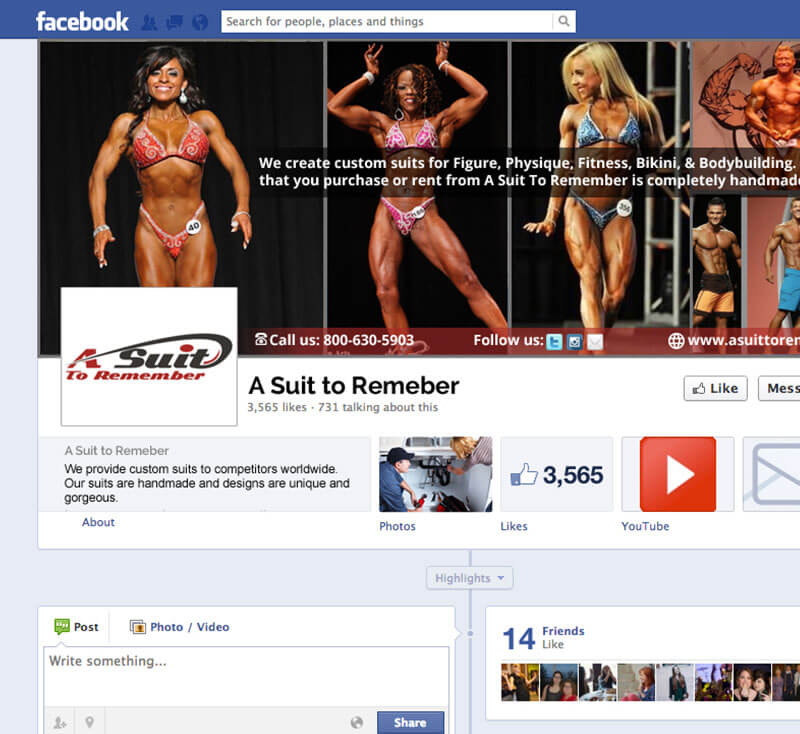 facebook
Search for people, places and things
We create custom suits for Figure, Physique, Fitness, Bikini, & Bodybuilding.
that you purchase or rent from A Suit To Remember is completely handmade
40
356
A Suit
To Remember
Call us: 800-630-5903
Follow us:
www.asuittorem
A Suit to Remeber
3,565 likes · 731 talking about this
Like
Mess
A Suit to Remeber
We provide custom suits to competitors worldwide.
Our suits are handmade and designs are unique and
gorgeous.
About
Photos
3,565
Likes
YouTube
Highlights
Post
Photo / Video
Write something...
Share
14
Friends
Like